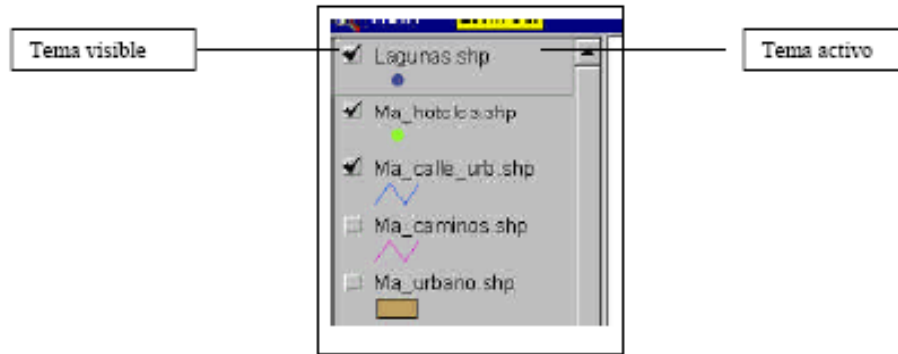 Tema visible
Tema activo
Lagunas.shp
Ma_hoteles.shp
Ma_calle_urb.shp
Ma_caminos.shp
Ma_urbano.shp